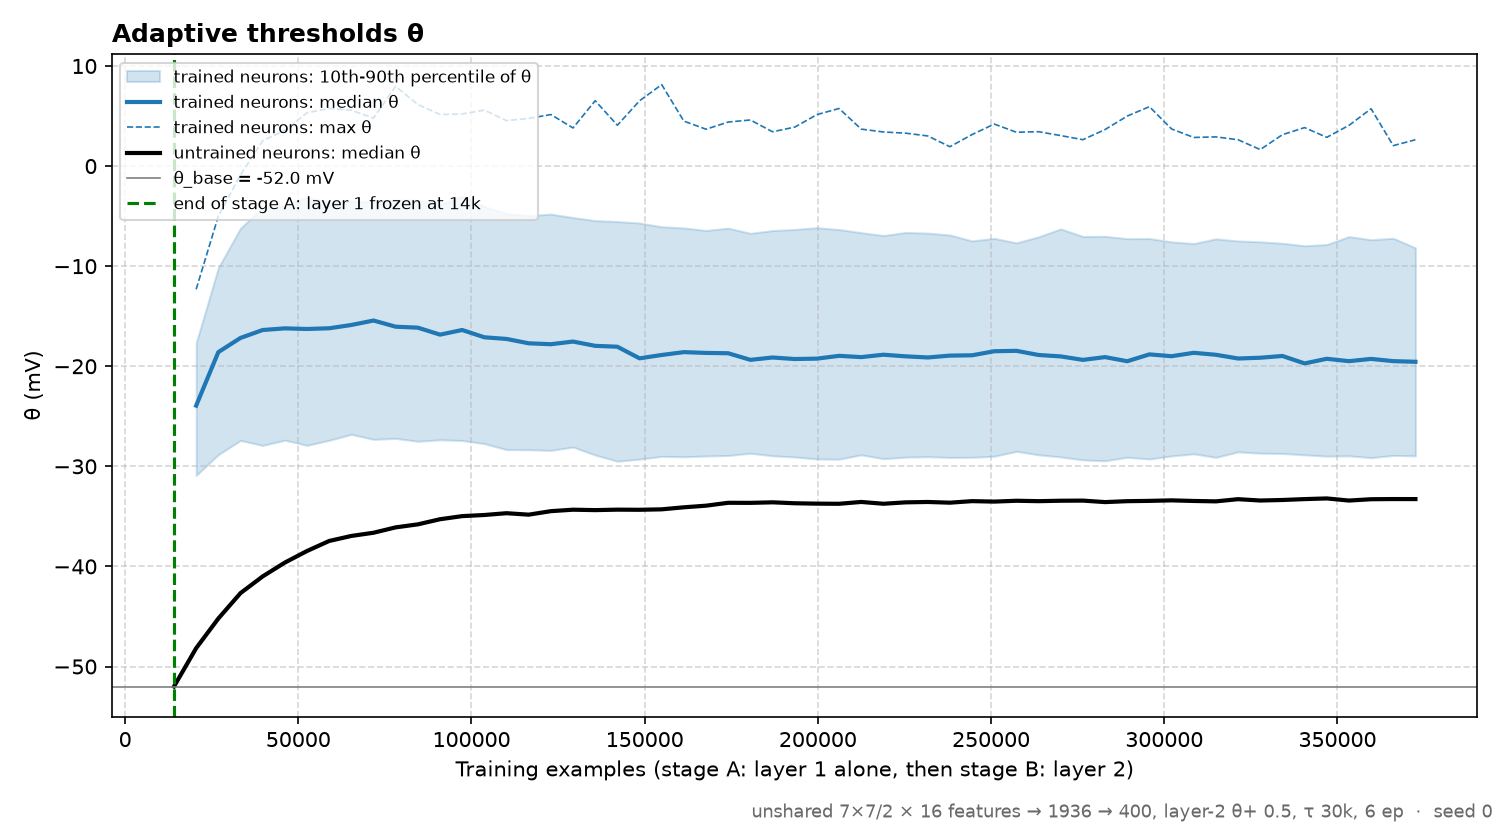 Adaptive thresholds θ
trained neurons: 10th-90th percentile of θ
trained neurons: median θ
trained neurons: max θ
untrained neurons: median θ
θ_base = -52.0 mV
end of stage A: layer 1 frozen at 14k
10
0
−10
−20
−30
−40
−50
θ (mV)
0
50000
100000
150000
200000
250000
300000
350000
Training examples (stage A: layer 1 alone, then stage B: layer 2)
unshared 7×7/2 × 16 features → 1936 → 400, layer-2 θ+ 0.5, τ 30k, 6 ep · seed 0